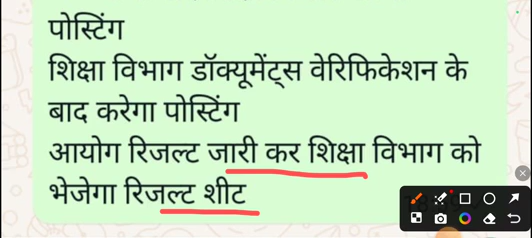 पोस्टिंग
शिक्षा विभाग डॉक्यूमेंट्स वेरिफिकेशन के
बाद करेगा पोस्टिंग
आयोग रिजल्ट जारी कर शिक्षा विभाग को
भेजेगा रिजल्ट शीट